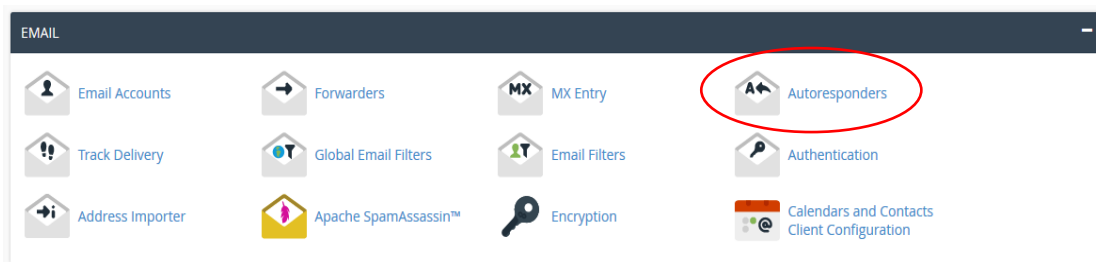 EMAIL
Email Accounts
Forwarders
MX
MX Entry
A
Autoresponders
Track Delivery
Global Email Filters
Email Filters
Authentication
i
Address Importer
Apache SpamAssassin™
Encryption
@
Calendars and Contacts
Client Configuration